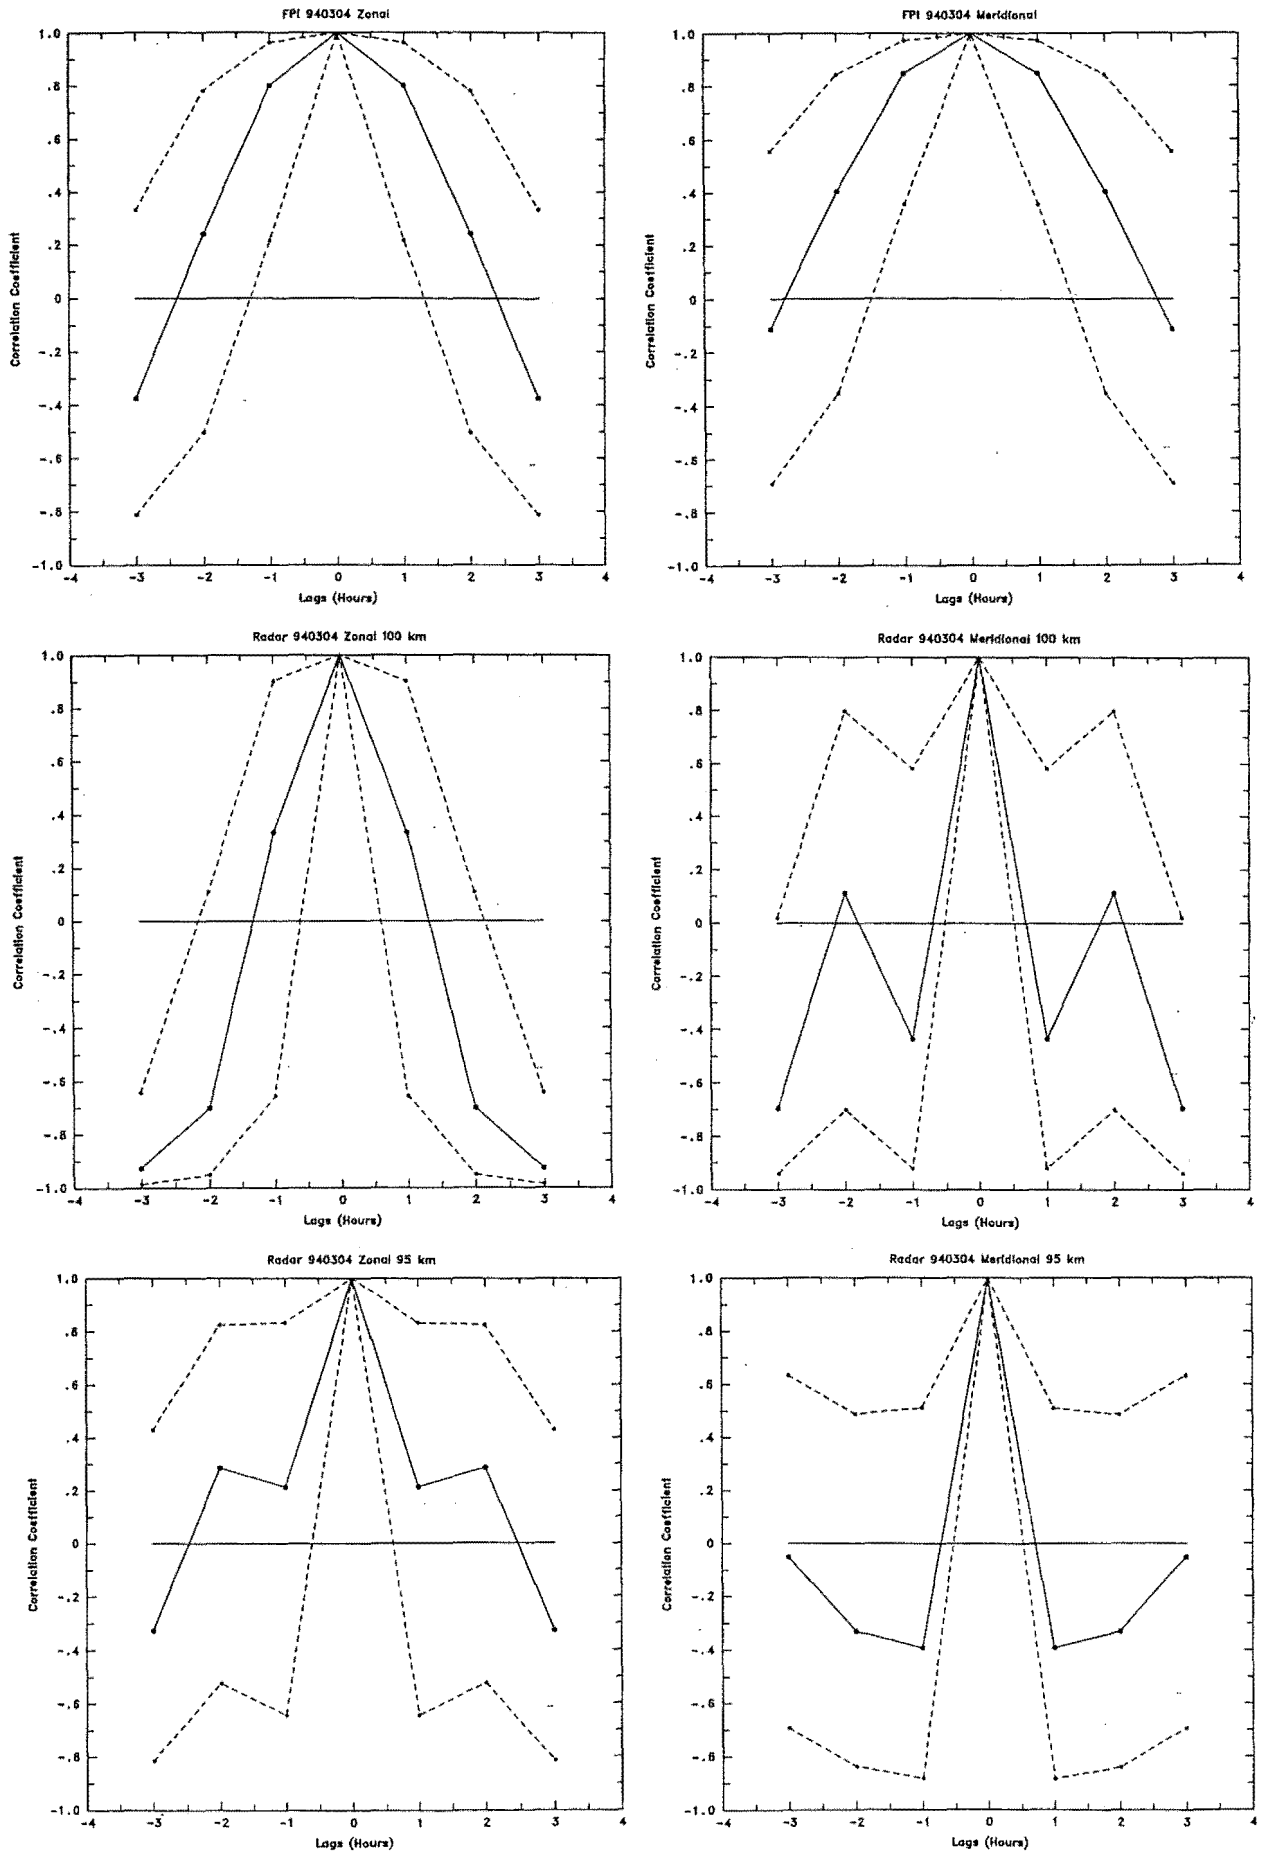 FPI 940304 Zonal
1.0
.8
.6
.4
.2
0
-.2
-.4
-.6
-.8
-1.0
Correlation Coefficient
-4 -3 -2 -1 0 1 2 3 4
Lags (Hours)
FPI 940304 Meridional
1.0
.8
.6
.4
.2
0
-.2
-.4
-.6
-.8
-1.0
Correlation Coefficient
-4 -3 -2 -1 0 1 2 3 4
Lags (Hours)
Radar 940304 Zonal 100 km
1.0
.8
.6
.4
.2
0
-.2
-.4
-.6
-.8
-1.0
Correlation Coefficient
-4 -3 -2 -1 0 1 2 3 4
Lags (Hours)
Radar 940304 Meridional 100 km
1.0
.8
.6
.4
.2
0
-.2
-.4
-.6
-.8
-1.0
Correlation Coefficient
-4 -3 -2 -1 0 1 2 3 4
Lags (Hours)
Radar 940304 Zonal 95 km
1.0
.8
.6
.4
.2
0
-.2
-.4
-.6
-.8
-1.0
Correlation Coefficient
-4 -3 -2 -1 0 1 2 3 4
Lags (Hours)
Radar 940304 Meridional 95 km
1.0
.8
.6
.4
.2
0
-.2
-.4
-.6
-.8
-1.0
Correlation Coefficient
-4 -3 -2 -1 0 1 2 3 4
Lags (Hours)